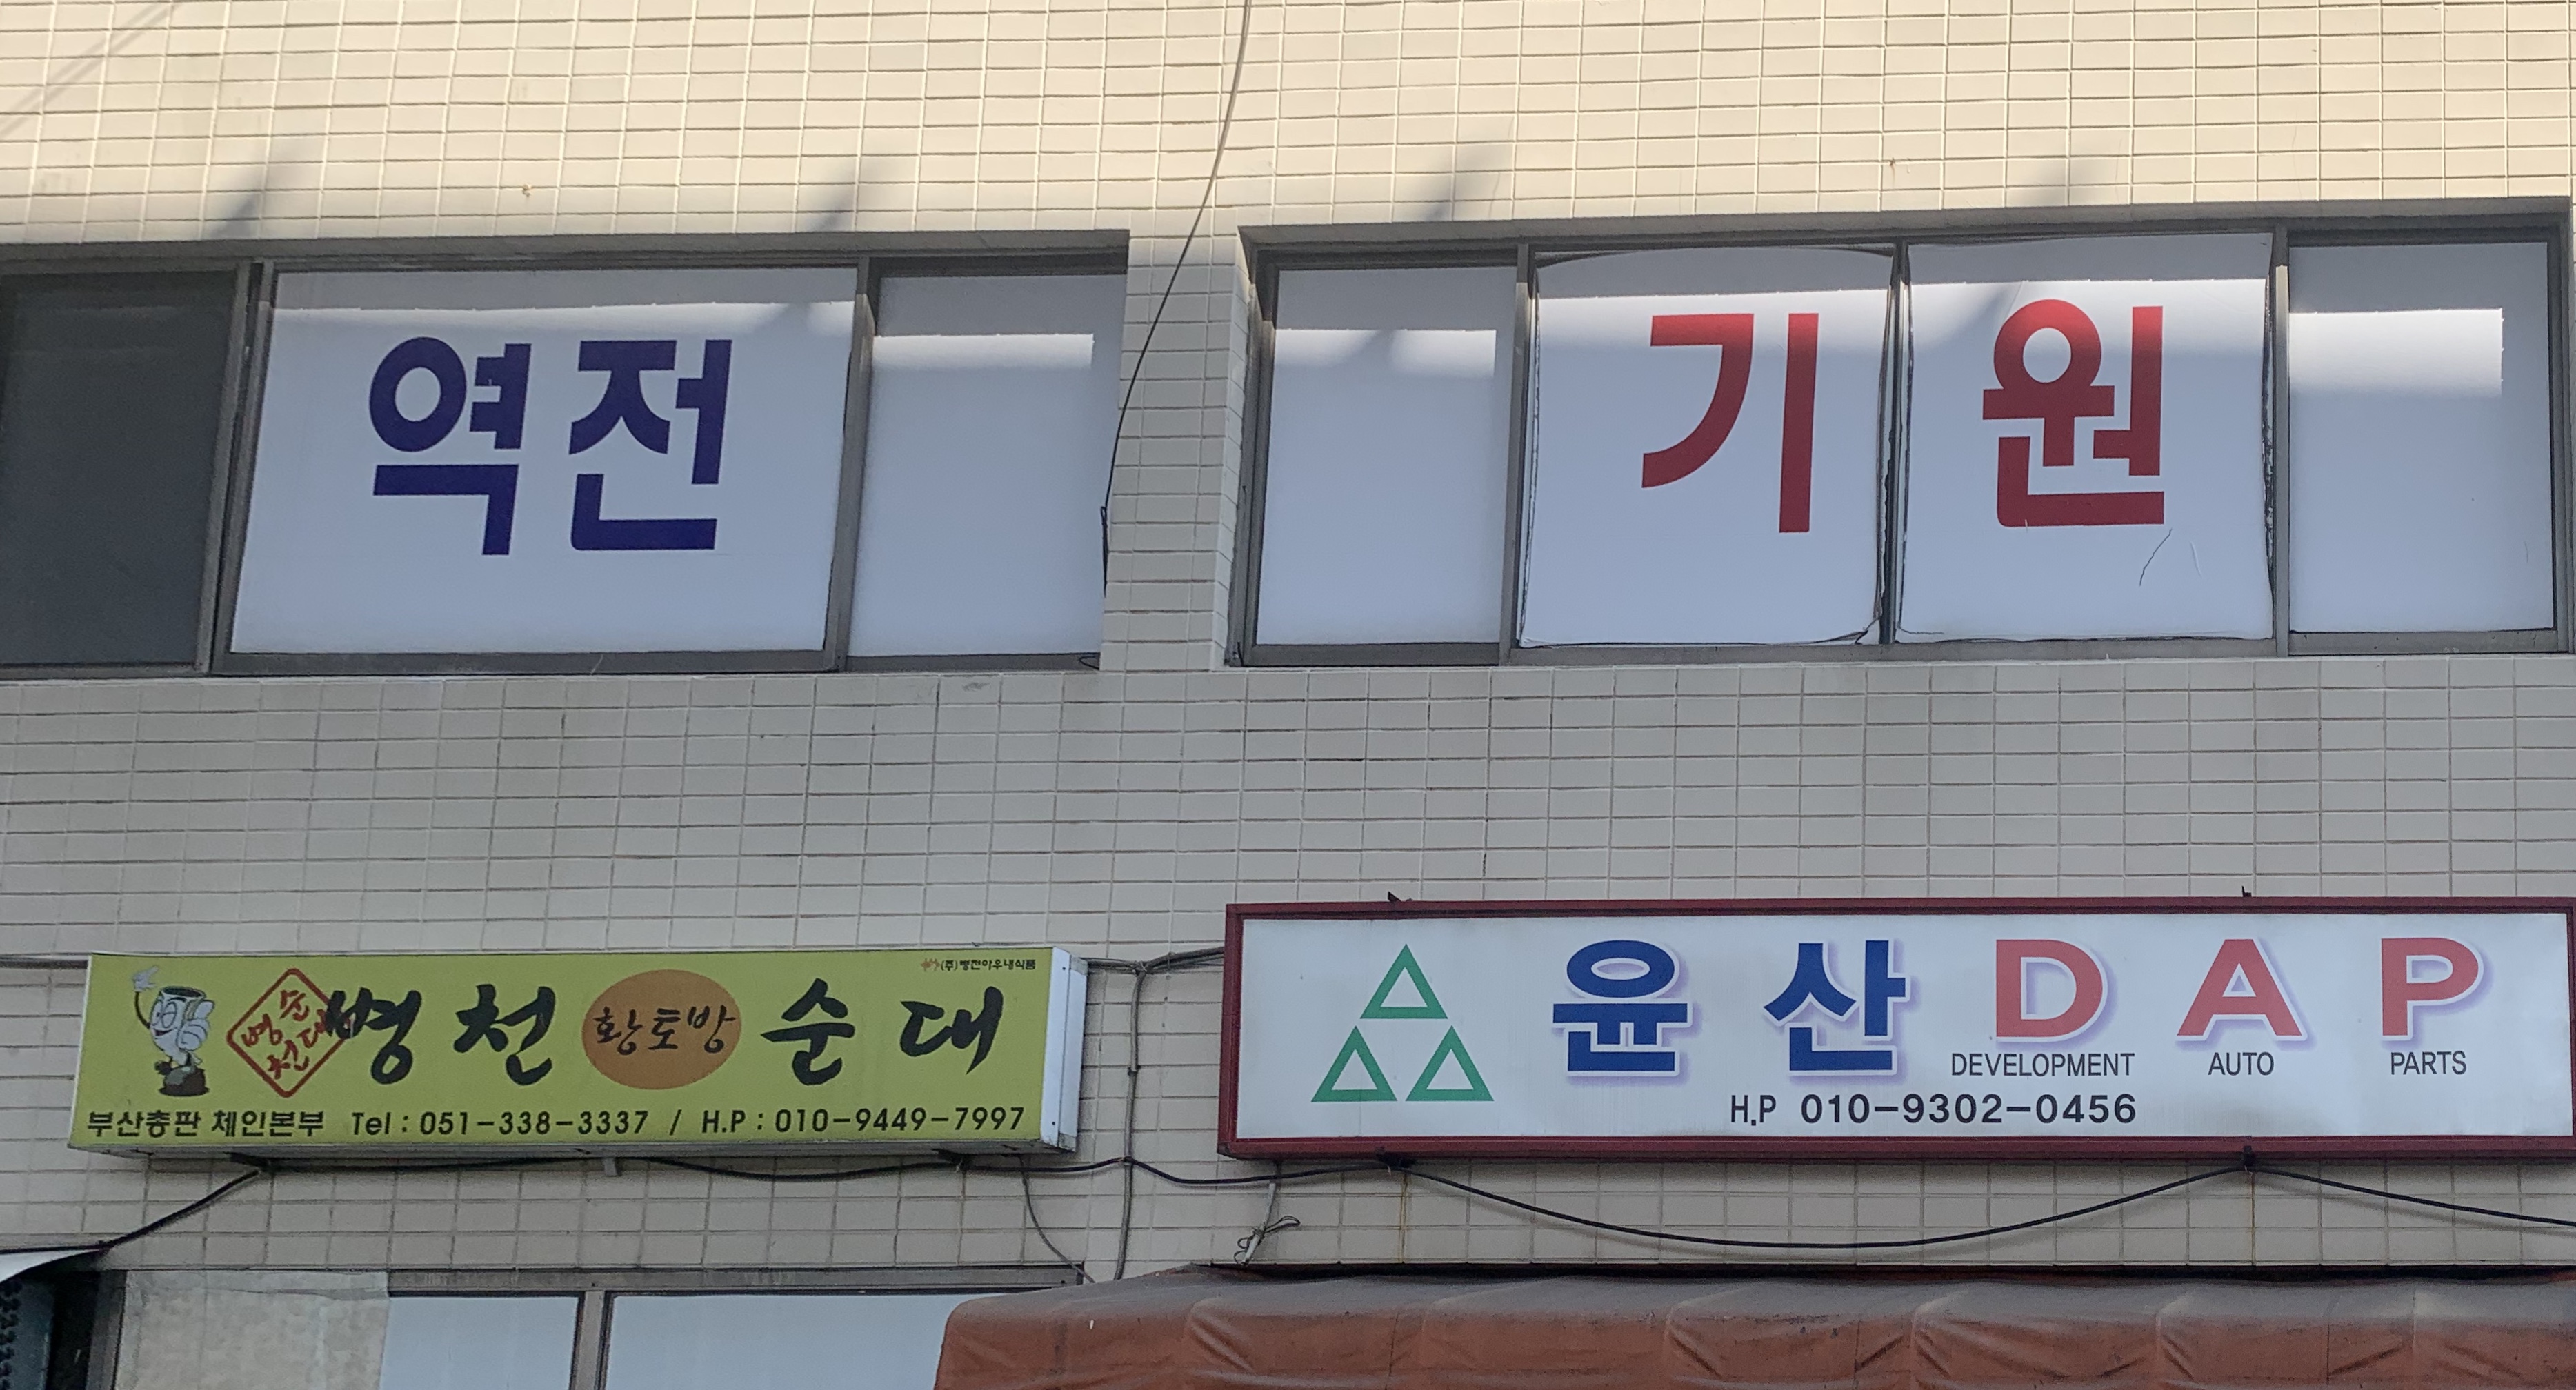 역전 기원
(주)병천아우내식품
병순
천대
병천 황토방 순대
부산총판 체인본부 Tel : 051-338-3337 / H.P : 010-9449-7997
윤산 D A P
DEVELOPMENT AUTO PARTS
H.P 010-9302-0456